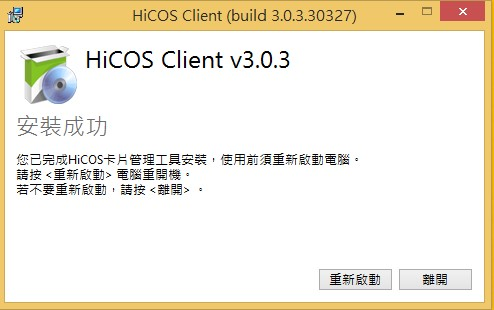 HiCOS Client (build 3.0.3.30327)
HiCOS Client v3.0.3
安裝成功
您已完成HiCOS卡片管理工具安裝，使用前須重新啟動電腦。
請按 <重新啟動> 電腦重開機。
若不要重新啟動，請按 <離開> 。
重新啟動
離開